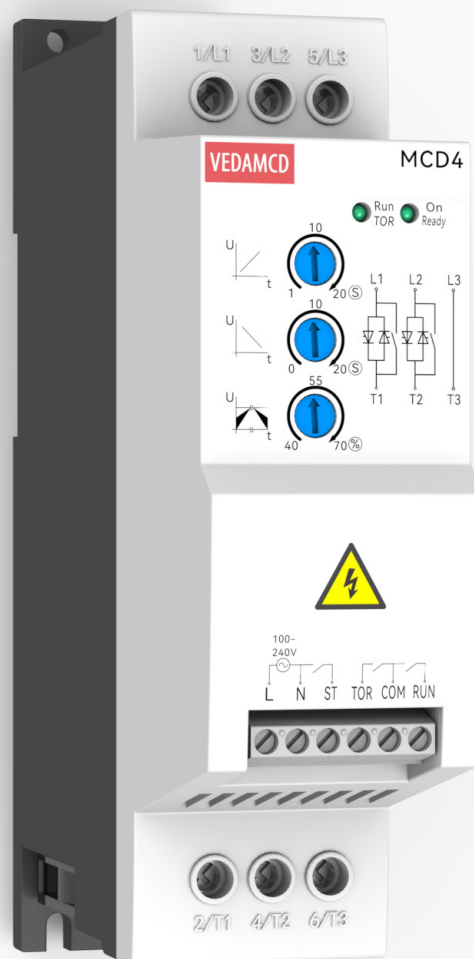 1/L1 3/L2 5/L3
VEDAMCD
MCD4
Run
TOR
On
Ready
U
t
10
1
20 Ⓢ
U
t
10
0
20 Ⓢ
U
t
55
40
70 %
L1 L2 L3
T1 T2 T3
100-
240V
L N ST TOR COM RUN
2/T1 4/T2 6/T3